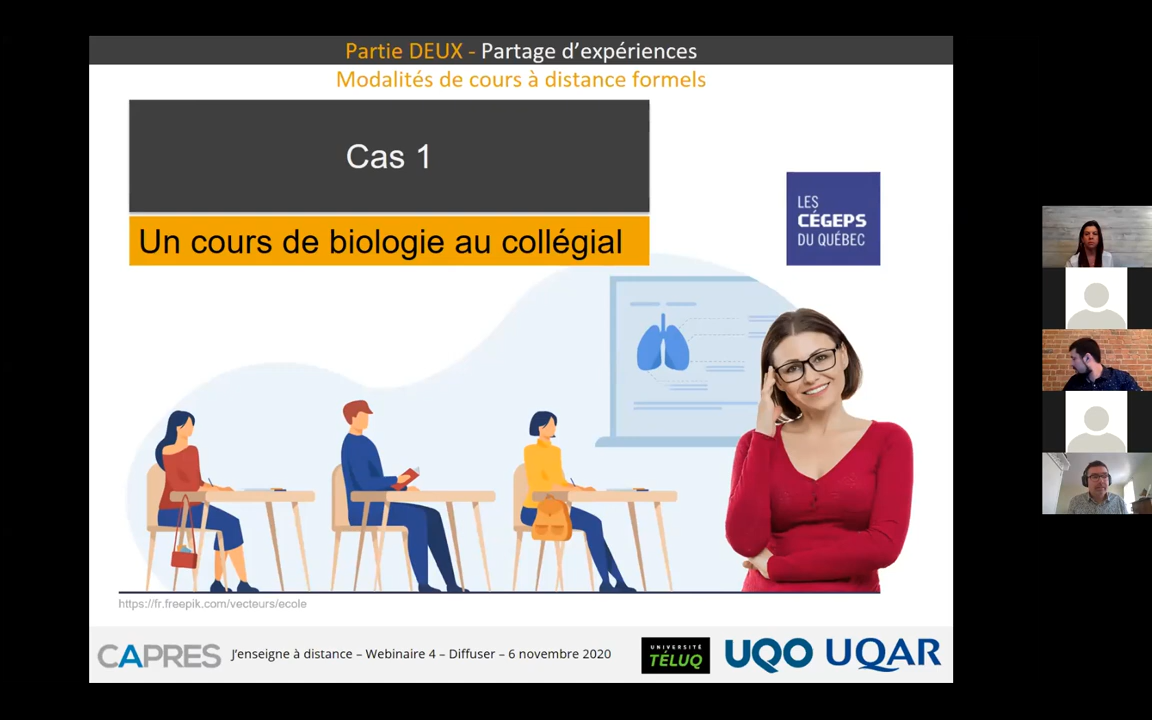 Partie DEUX - Partage d'expériences
Modalités de cours à distance formels
Cas 1
Un cours de biologie au collégial
LES
CÉGEPS
DU QUÉBEC
https://fr.freepik.com/vecteurs/ecole
CAPRES
J'enseigne à distance – Webinaire 4 – Diffuser – 6 novembre 2020
UNIVERSITÉ
TÉLUQ
UQO
UQAR